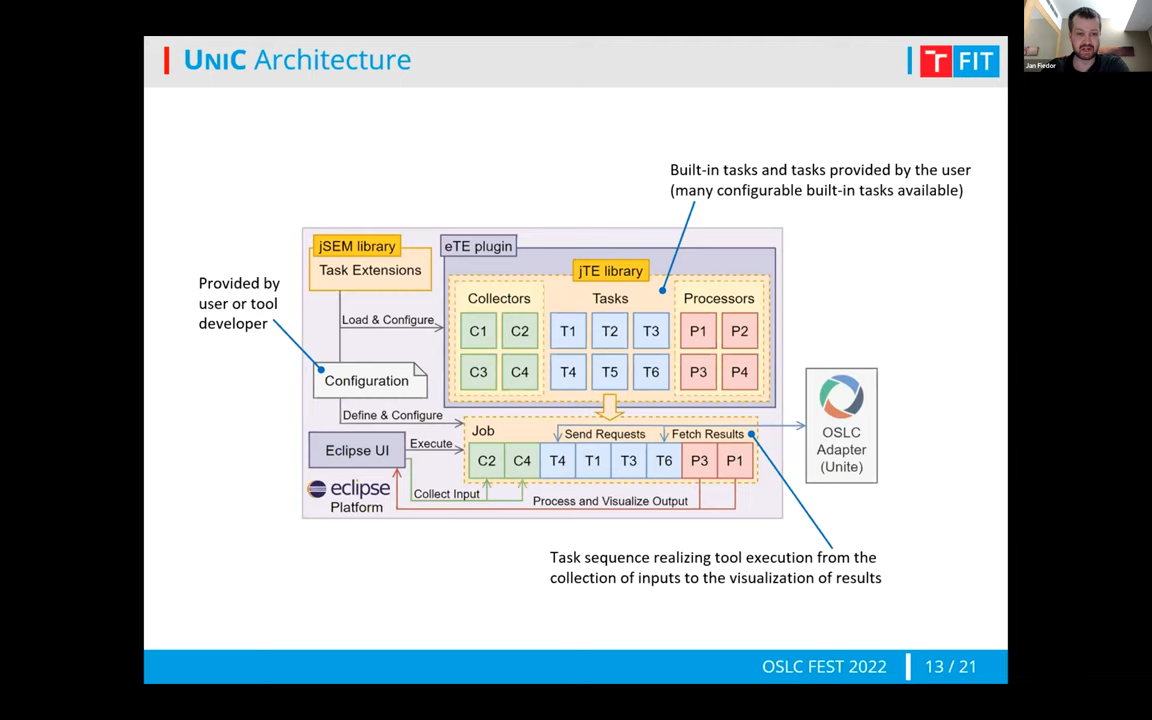 UNIC Architecture
T FIT
Jan Fiedor
Built-in tasks and tasks provided by the user
(many configurable built-in tasks available)
jSEM library
Task Extensions
eTE plugin
jTE library
Collectors
Tasks
Processors
C1 C2 T1 T2 T3 P1 P2
C3 C4 T4 T5 T6 P3 P4
Provided by
user or tool
developer
Load & Configure
Configuration
Define & Configure
Eclipse UI
Execute
Job
Send Requests
Fetch Results
C2 C4 T4 T1 T3 T6 P3 P1
Collect Input
Process and Visualize Output
eclipse
Platform
OSLC
Adapter
(Unite)
Task sequence realizing tool execution from the
collection of inputs to the visualization of results
OSLC FEST 2022
13 / 21